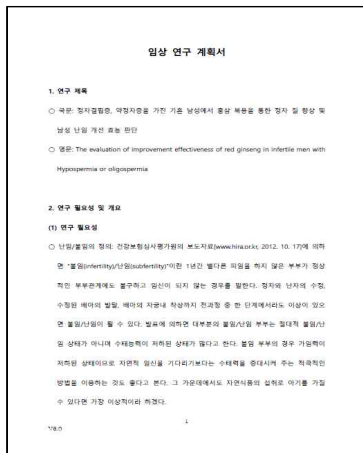 임상 연구 계획서
1. 연구 제목
○ 국문: 정자결핍증, 약정자증을 가진 기혼 남성에서 홍삼 복용을 통한 정자 질 향상 및
남성 난임 개선 효능 판단
○ 영문: The evaluation of improvement effectiveness of red ginseng in infertile men with
Hypospermia or oligospermia
2. 연구 필요성 및 개요
(1) 연구 필요성
○ 난임/불임의 정의: 건강보험심사평가원의 보도자료(www.hira.or.kr, 2012. 10. 17)에 의하
면 "불임(infertility)/난임(subfertility)"이란 1년간 별다른 피임을 하지 않은 부부가 정상
적인 부부관계에도 불구하고 임신이 되지 않는 경우를 말한다. 정자와 난자의 수정,
수정된 배아의 발달, 배아의 자궁내 착상까지 전과정 중 한 단계에서라도 이상이 있으
면 불임/난임이 될 수 있다. 발표에 의하면 대부분의 불임/난임 부부는 절대적 불임/난
임 상태가 아니며 수태능력이 저하된 상태가 많다고 한다. 불임 부부의 경우 가임력이
저하된 상태이므로 자연적 임신을 기다리기보다는 수태력을 증대시켜 주는 적극적인
방법을 이용하는 것도 좋다고 본다. 그 가운데에서도 자연식품의 섭취로 아기를 가질
수 있다면 가장 이상적이라 하겠다.
1
V8.0